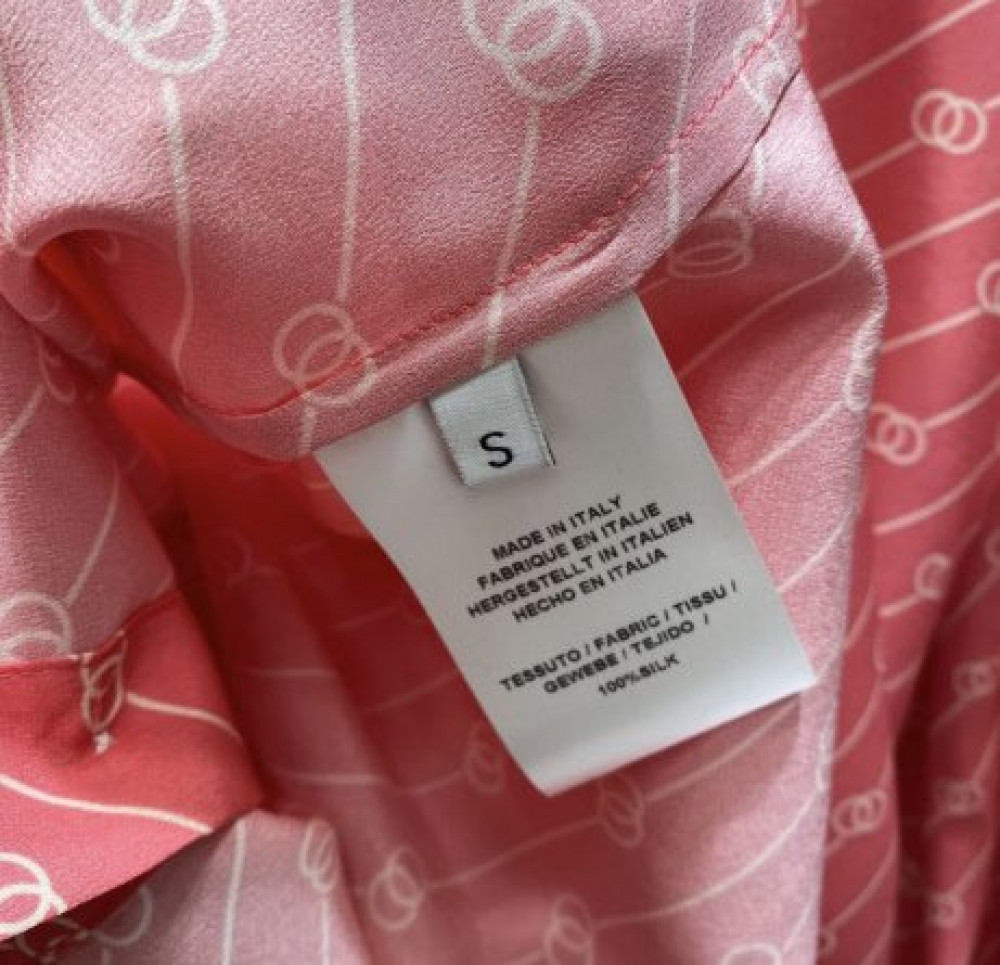 S
MADE IN ITALY
FABRIQUE EN ITALIE
HERGESTELLT IN ITALIEN
HECHO EN ITALIA
TESSUTO / FABRIC / TISSU /
GEWEBE / TEJIDO /
100%SILK